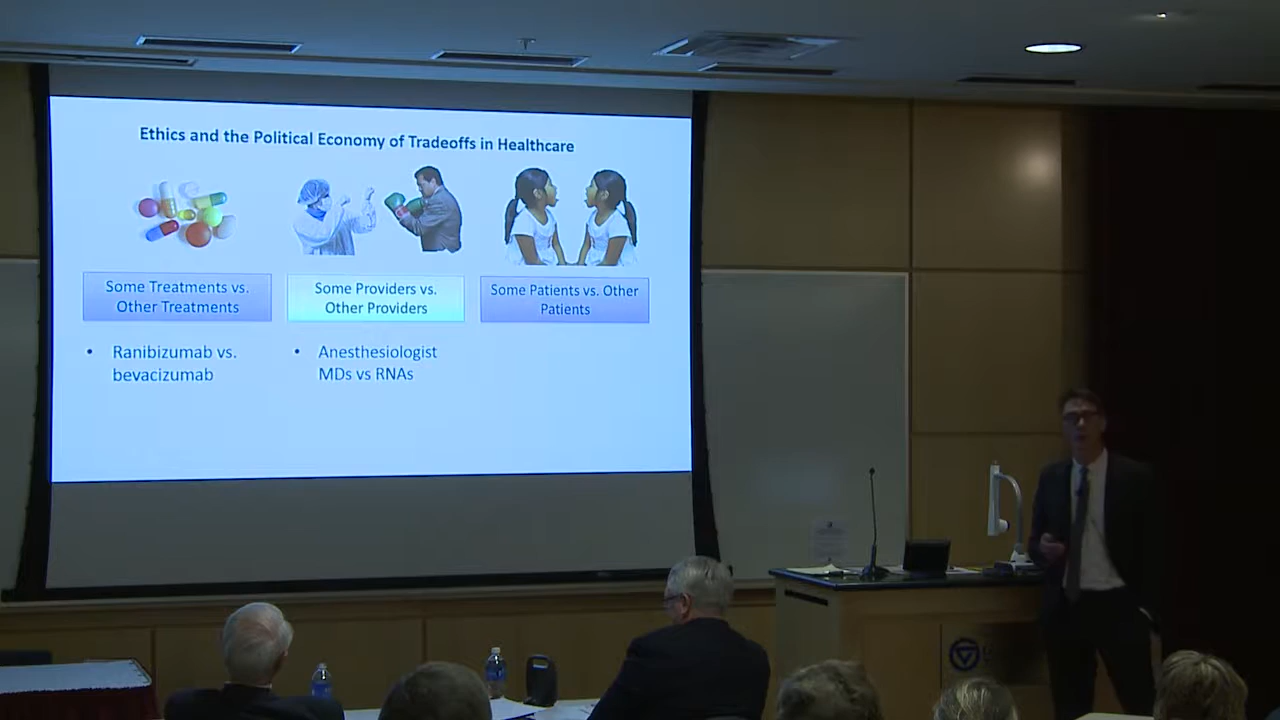 Ethics and the Political Economy of Tradeoffs in Healthcare
Some Treatments vs.
Other Treatments
Some Providers vs.
Other Providers
Some Patients vs. Other
Patients
• Ranibizumab vs.
bevacizumab
• Anesthesiologist
MDs vs RNAs